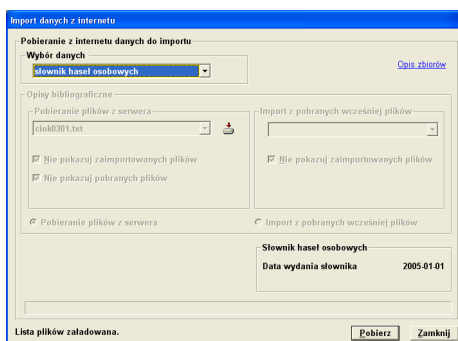 Import danych z internetu
Pobieranie z internetu danych do importu
Wybór danych
słownik haseł osobowych
Opis zbiorów
Opisy bibliograficzne
Pobieranie plików z serwera
Import z pobranych wcześniej plików
ciok0301.txt
Nie pokazuj zaimportowanych plików
Nie pokazuj zaimportowanych plików
Nie pokazuj pobranych plików
Pobieranie plików z serwera
Import z pobranych wcześniej plików
Słownik haseł osobowych
Data wydania słownika 2005-01-01
Lista plików załadowana.
Pobierz
Zamknij